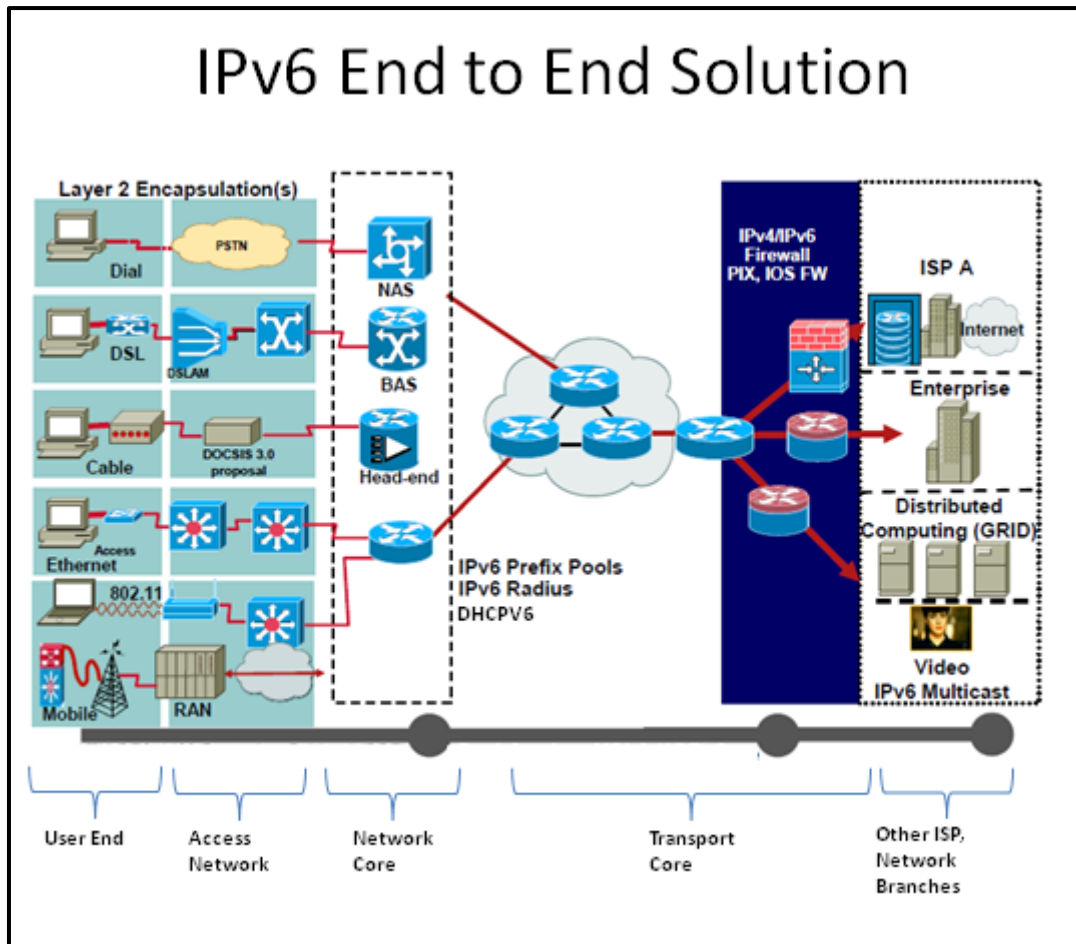 IPv6 End to End Solution
Layer 2 Encapsulation(s)
Dial
PSTN
NAS
DSL
DSLAM
BAS
Cable
DOCSIS 3.0
proposal
Head-end
Access
Ethernet
802.11
Mobile
RAN
IPv6 Prefix Pools
IPv6 Radius
DHCPV6
IPv4/IPv6
Firewall
PIX, IOS FW
ISP A
Internet
Enterprise
Distributed
Computing (GRID)
Video
IPv6 Multicast
User End
Access
Network
Network
Core
Transport
Core
Other ISP,
Network
Branches